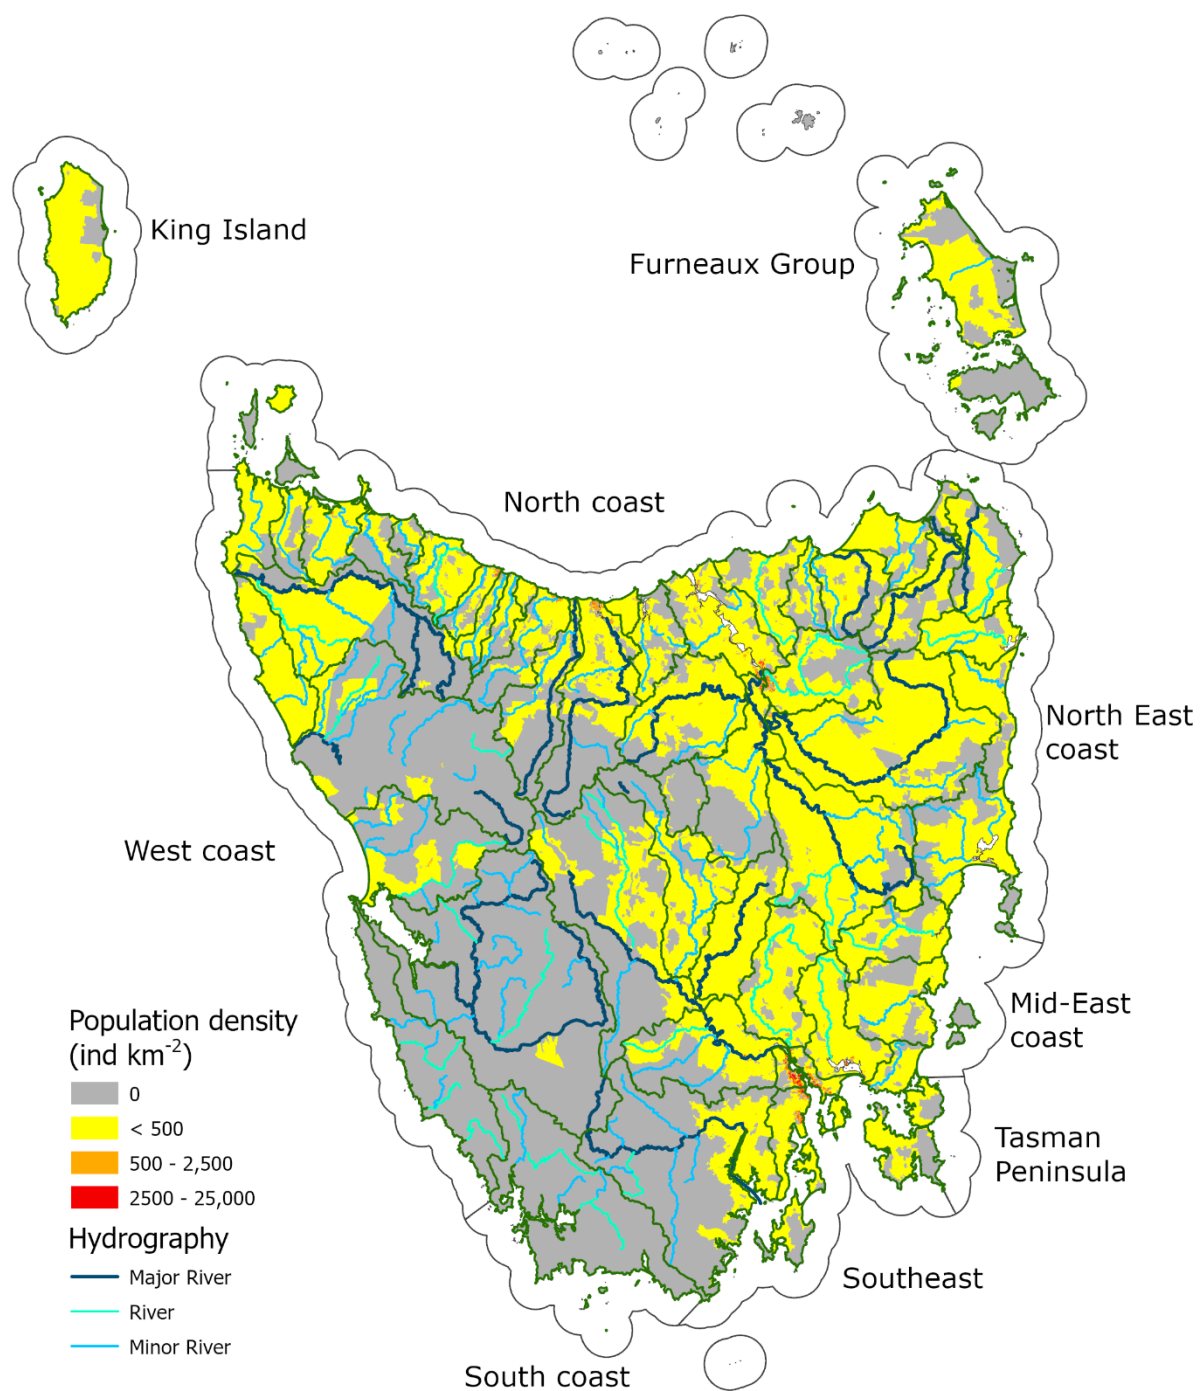 King Island
Furneaux Group
North coast
North East
coast
West coast
Mid-East
coast
Tasman
Peninsula
Southeast
South coast
Population density
(ind km⁻²)
0
< 500
500 - 2,500
2500 - 25,000
Hydrography
Major River
River
Minor River